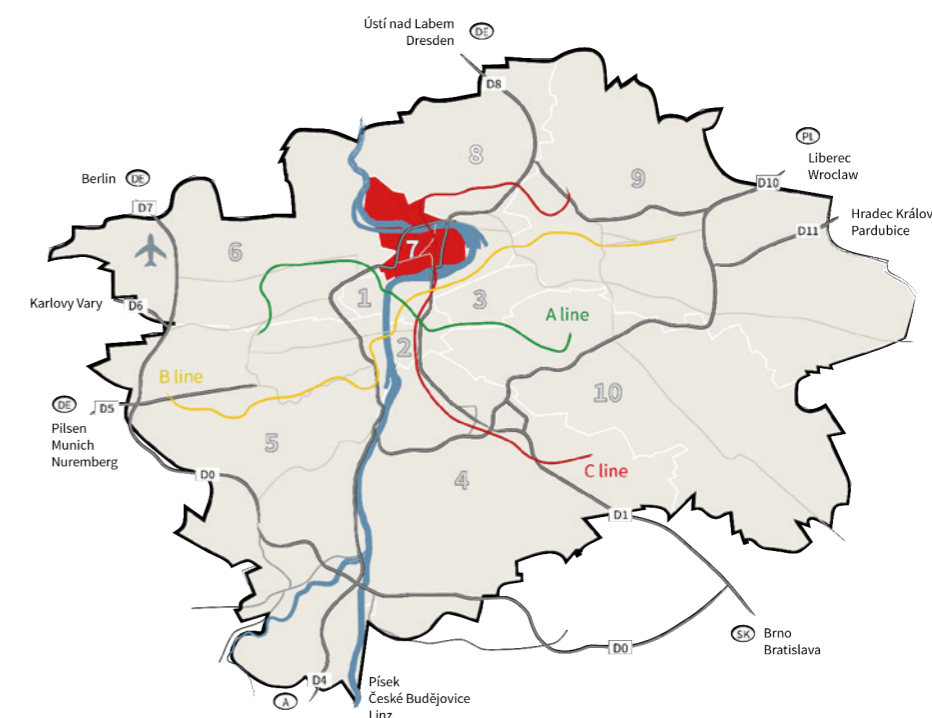 Ústí nad Labem
Dresden
DE
D8
8
PL
Liberec
Wroclaw
9
D10
Berlin
DE
D7
Hradec Králov
Pardubice
D11
6
7
Karlovy Vary
D6
1
3
A line
2
B line
DE
D5
Pilsen
Munich
Nuremberg
10
5
D0
C line
4
D1
SK
Brno
Bratislava
D0
D4
A
Písek
České Budějovice
Linz